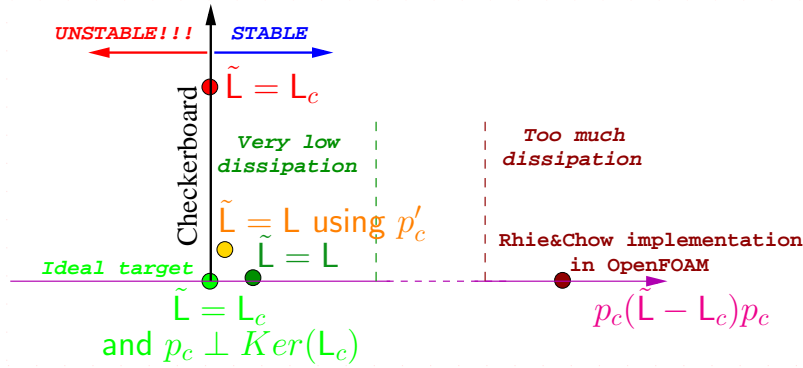 UNSTABLE!!! STABLE
L̃ = L_c
Checkerboard
Very low
dissipation
Too much
dissipation
L̃ = L using p'_c
L̃ = L
Ideal target
Rhie&Chow implementation
in OpenFOAM
L̃ = L_c
and p_c ⊥ Ker(L_c)
p_c(L̃ − L_c)p_c